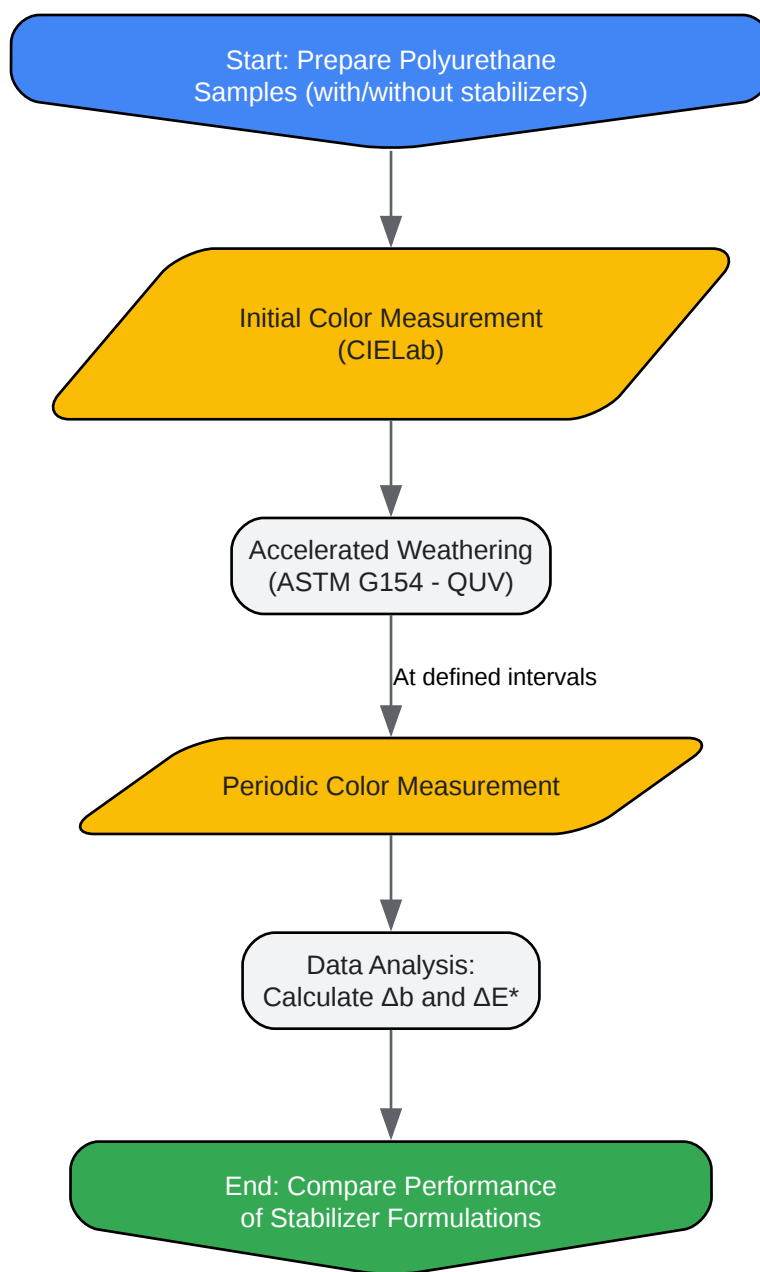 Start: Prepare Polyurethane
Samples (with/without stabilizers)
Initial Color Measurement
(CIELab)
Accelerated Weathering
(ASTM G154 - QUV)
At defined intervals
Periodic Color Measurement
Data Analysis:
Calculate Δb and ΔE*
End: Compare Performance
of Stabilizer Formulations